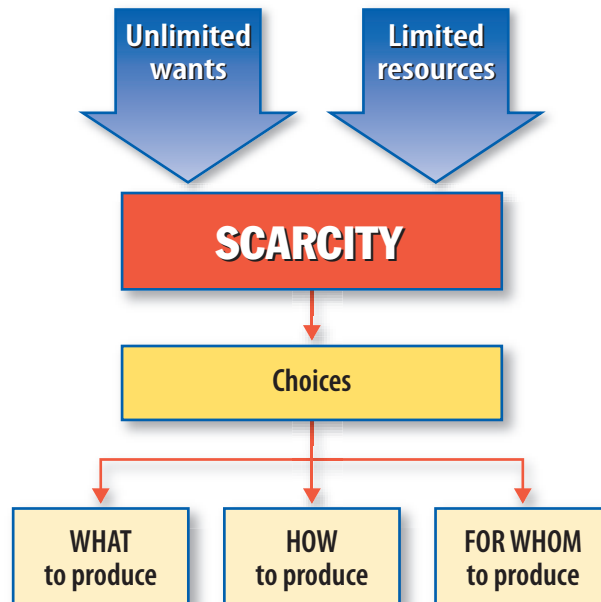 Unlimited
wants
Limited
resources
SCARCITY
Choices
WHAT
to produce
HOW
to produce
FOR WHOM
to produce